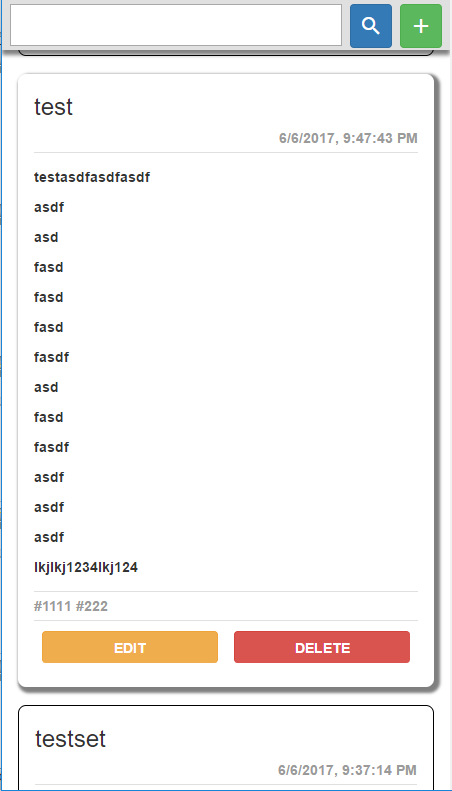 +
test
6/6/2017, 9:47:43 PM
testasdfasdfasdf
asdf
asd
fasd
fasd
fasd
fasdf
asd
fasd
fasdf
asdf
asdf
asdf
lkjlkj1234lkj124
#1111 #222
EDIT DELETE
testset
6/6/2017, 9:37:14 PM